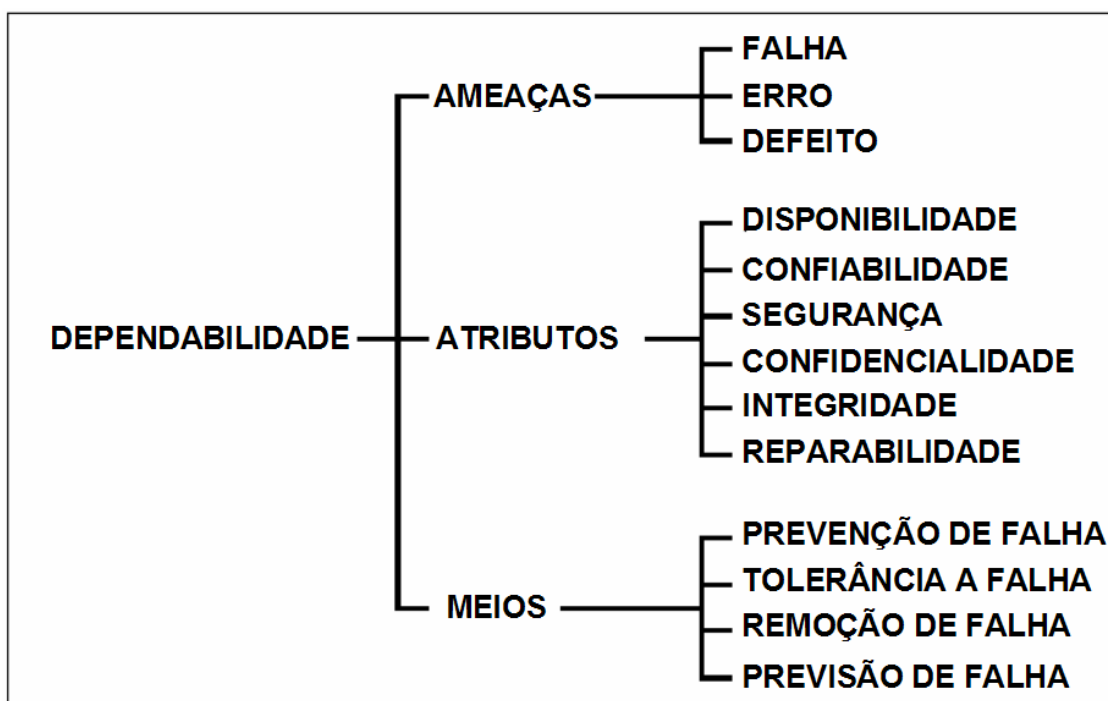 DEPENDABILIDADE
AMEAÇAS
FALHA
ERRO
DEFEITO
ATRIBUTOS
DISPONIBILIDADE
CONFIABILIDADE
SEGURANÇA
CONFIDENCIALIDADE
INTEGRIDADE
REPARABILIDADE
MEIOS
PREVENÇÃO DE FALHA
TOLERÂNCIA A FALHA
REMOÇÃO DE FALHA
PREVISÃO DE FALHA